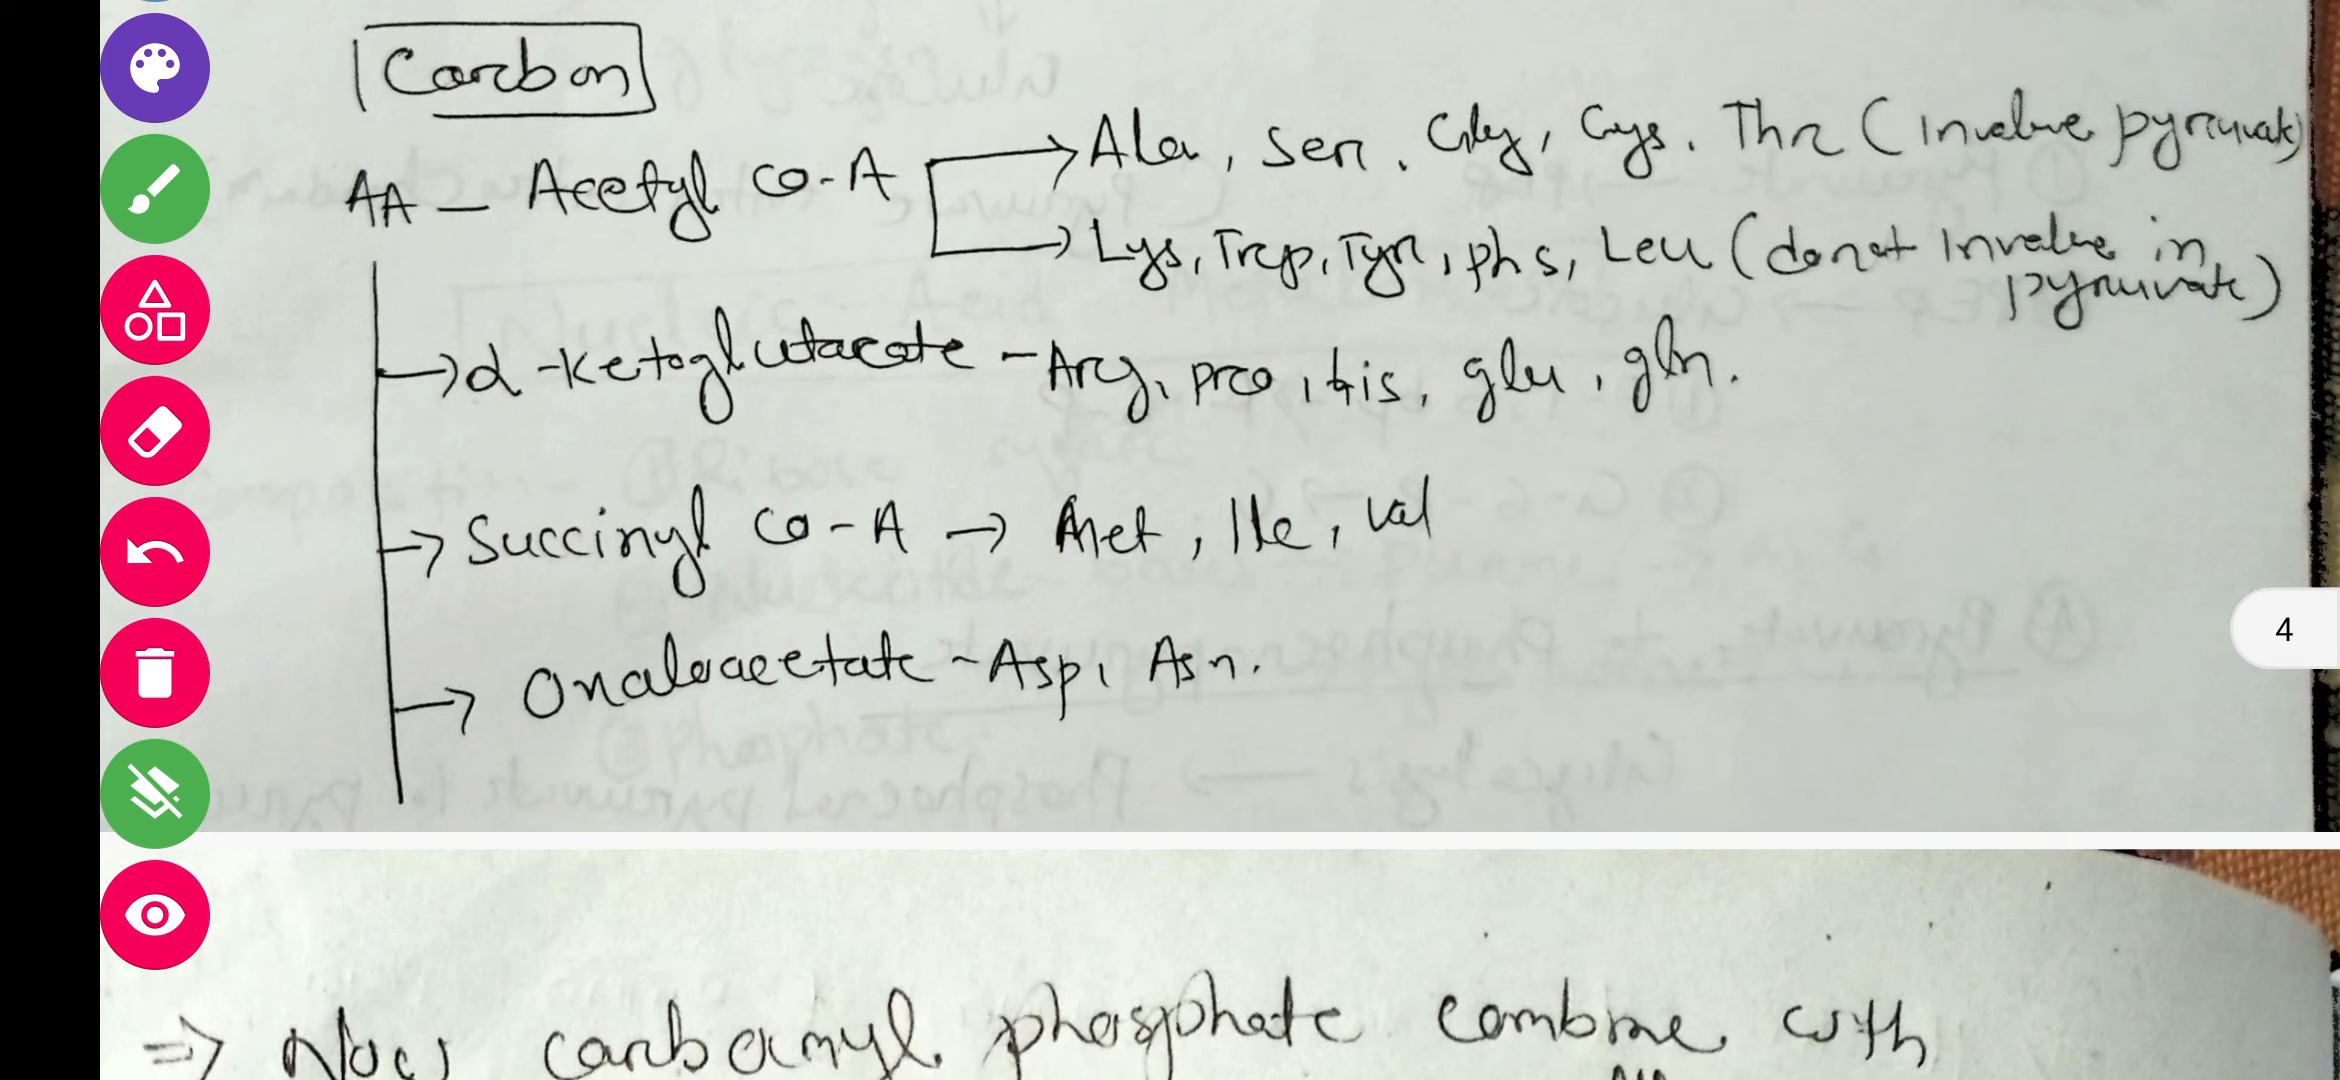 Carbon
AA - Acetyl co-A
Ala, Ser, Gly, Cys, Thr (involve pyruvate)
Lys, Trp, Tyr, phs, Leu (donot involve in pyruvate)
→ α-Ketoglutarate - Arg, pro, his, glu, gln.
→ Succinyl co-A → Met, Ile, val
→ Oxaloacetate - Asp, Asn.
4
⇒ Now carbamyl phosphate combine with